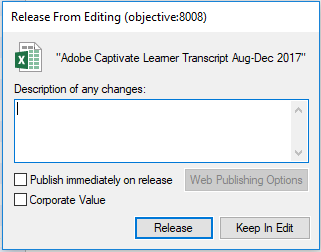 Release From Editing (objective:8008)
"Adobe Captivate Learner Transcript Aug-Dec 2017"
Description of any changes:
Publish immediately on release
Web Publishing Options
Corporate Value
Release
Keep In Edit